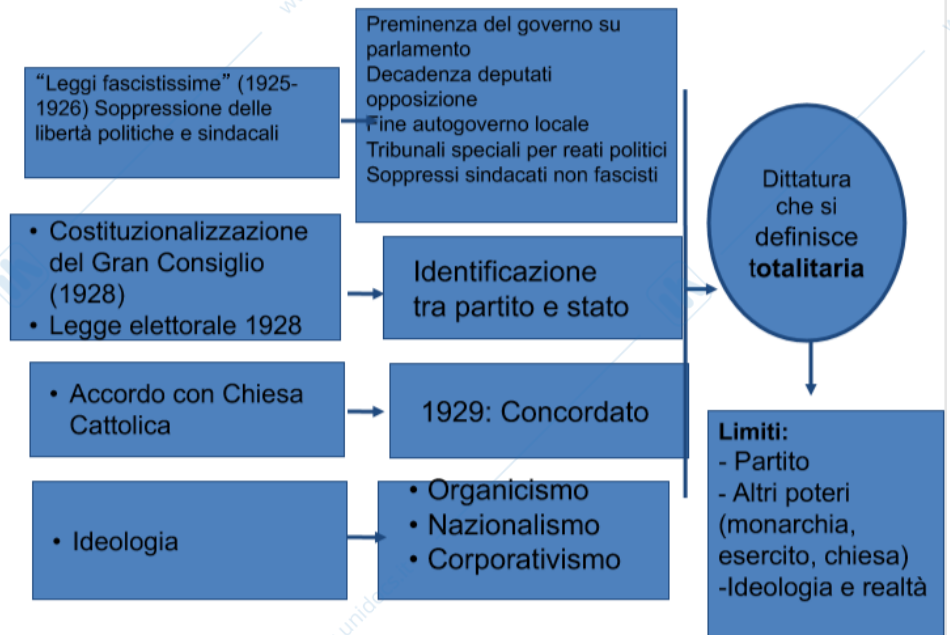 “Leggi fascistissime” (1925-
1926) Soppressione delle
libertà politiche e sindacali
Preminenza del governo su
parlamento
Decadenza deputati
opposizione
Fine autogoverno locale
Tribunali speciali per reati politici
Soppressi sindacati non fascisti
• Costituzionalizzazione
del Gran Consiglio
(1928)
• Legge elettorale 1928
Identificazione
tra partito e stato
• Accordo con Chiesa
Cattolica
1929: Concordato
• Ideologia
• Organicismo
• Nazionalismo
• Corporativismo
Dittatura
che si
definisce
totalitaria
Limiti:
- Partito
- Altri poteri
(monarchia,
esercito, chiesa)
-Ideologia e realtà